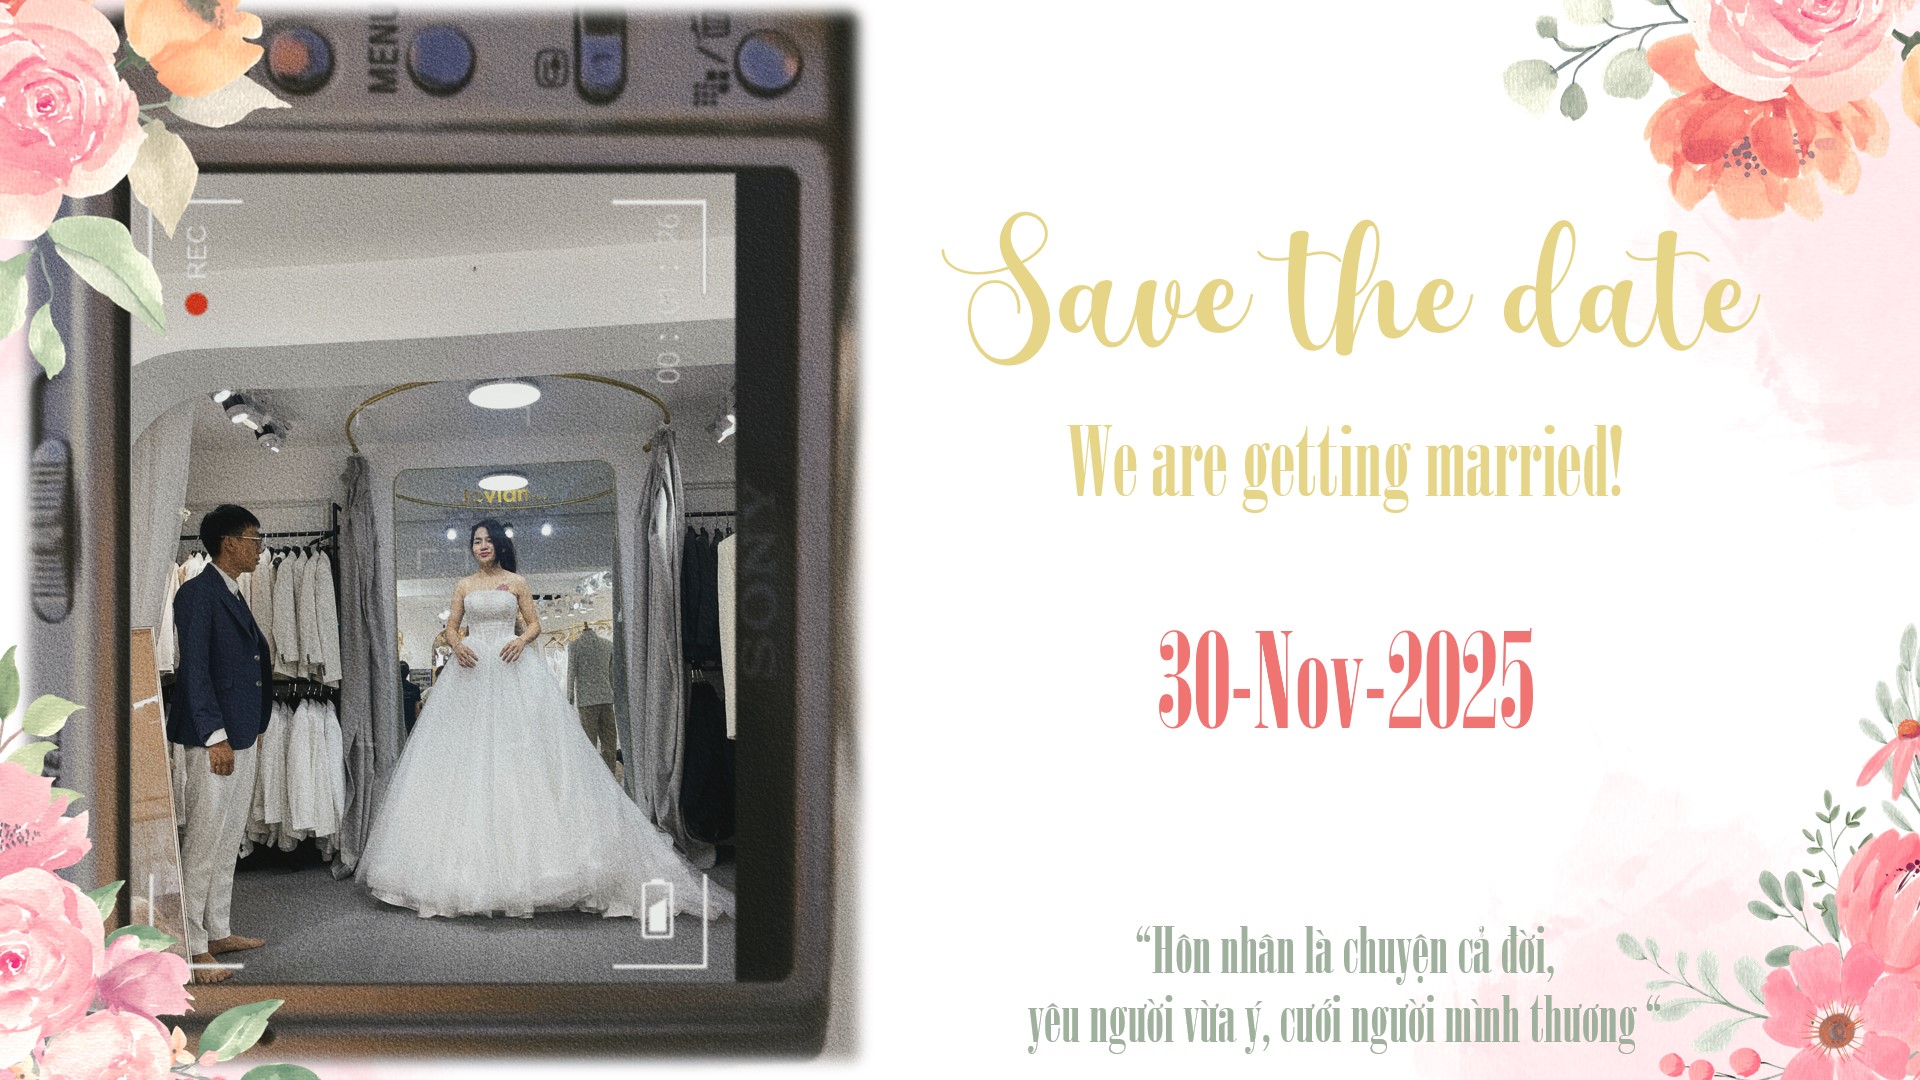 MENU
REC
SONY
Save the date
We are getting married!
30-Nov-2025
“Hôn nhân là chuyện cả đời,
yêu người vừa ý, cưới người mình thương “